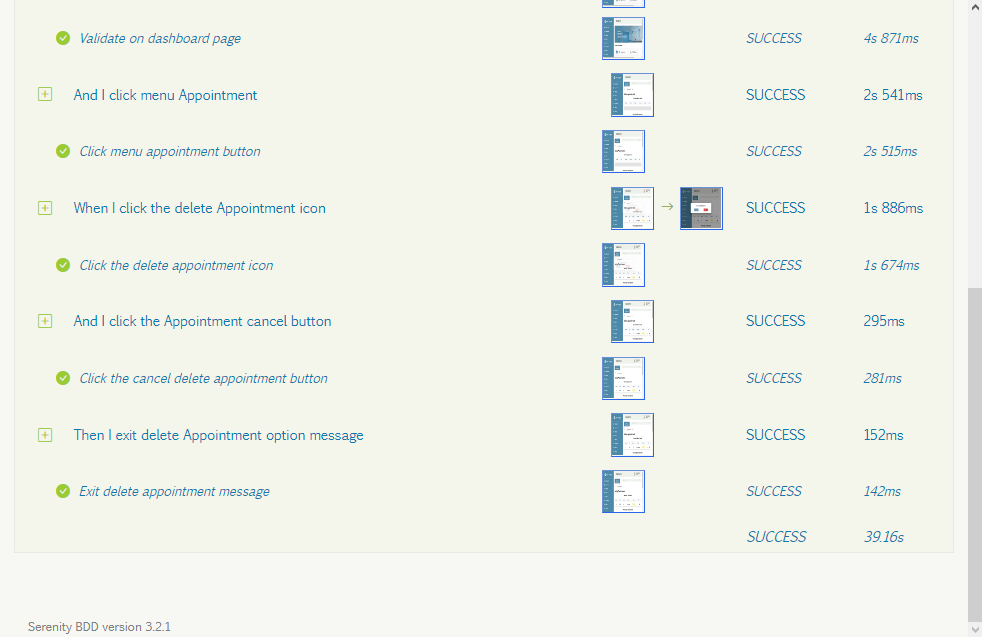 Validate on dashboard page SUCCESS 4s 871ms
And I click menu Appointment SUCCESS 2s 541ms
Click menu appointment button SUCCESS 2s 515ms
When I click the delete Appointment icon SUCCESS 1s 886ms
Click the delete appointment icon SUCCESS 1s 674ms
And I click the Appointment cancel button SUCCESS 295ms
Click the cancel delete appointment button SUCCESS 281ms
Then I exit delete Appointment option message SUCCESS 152ms
Exit delete appointment message SUCCESS 142ms
SUCCESS 39.16s
Serenity BDD version 3.2.1